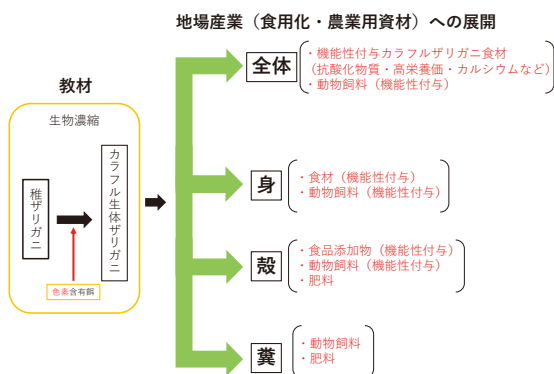 地場産業（食用化・農業用資材）への展開
教材
生物濃縮
稚ザリガニ
カラフル生体ザリガニ
色素含有餌
全体
・機能性付与カラフルザリガニ食材
（抗酸化物質・高栄養価・カルシウムなど）
・動物飼料（機能性付与）
身
・食材（機能性付与）
・動物飼料（機能性付与）
殻
・食品添加物（機能性付与）
・動物飼料（機能性付与）
・肥料
糞
・動物飼料
・肥料